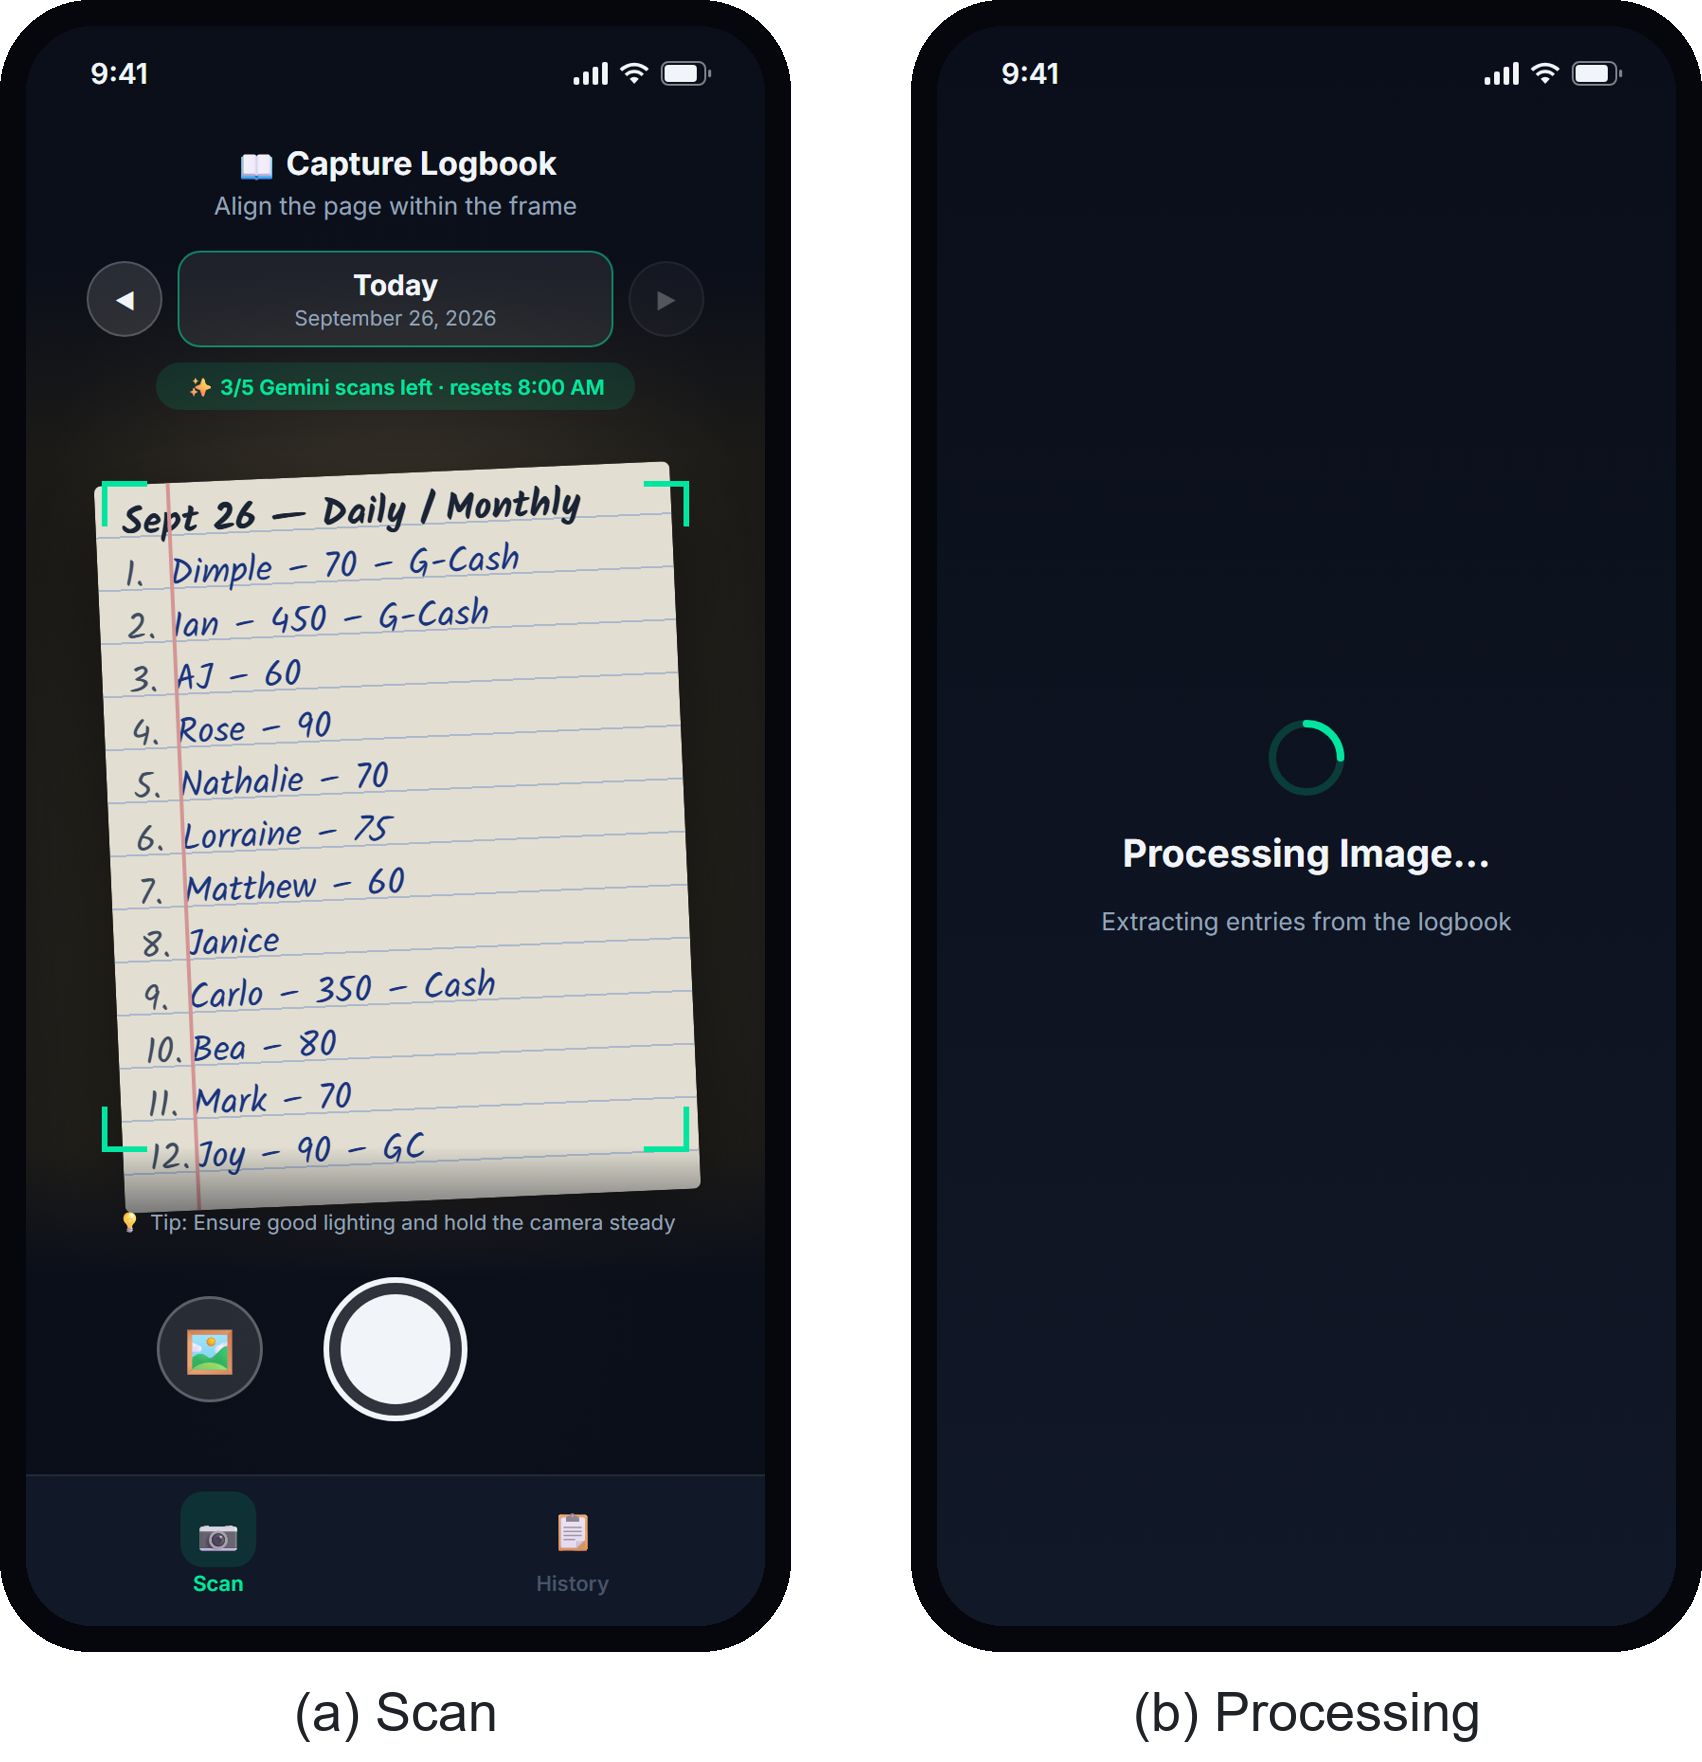 9:41
📖 Capture Logbook
Align the page within the frame
◀
Today
September 26, 2026
▶
✨ 3/5 Gemini scans left · resets 8:00 AM
Sept 26 — Daily / Monthly
1. Dimple – 70 – G-Cash
2. Ian – 450 – G-Cash
3. AJ – 60
4. Rose – 90
5. Nathalie – 70
6. Lorraine – 75
7. Matthew – 60
8. Janice
9. Carlo – 350 – Cash
10. Bea – 80
11. Mark – 70
12. Joy – 90 – GC
💡 Tip: Ensure good lighting and hold the camera steady
Scan
History
(a) Scan
9:41
Processing Image...
Extracting entries from the logbook
(b) Processing